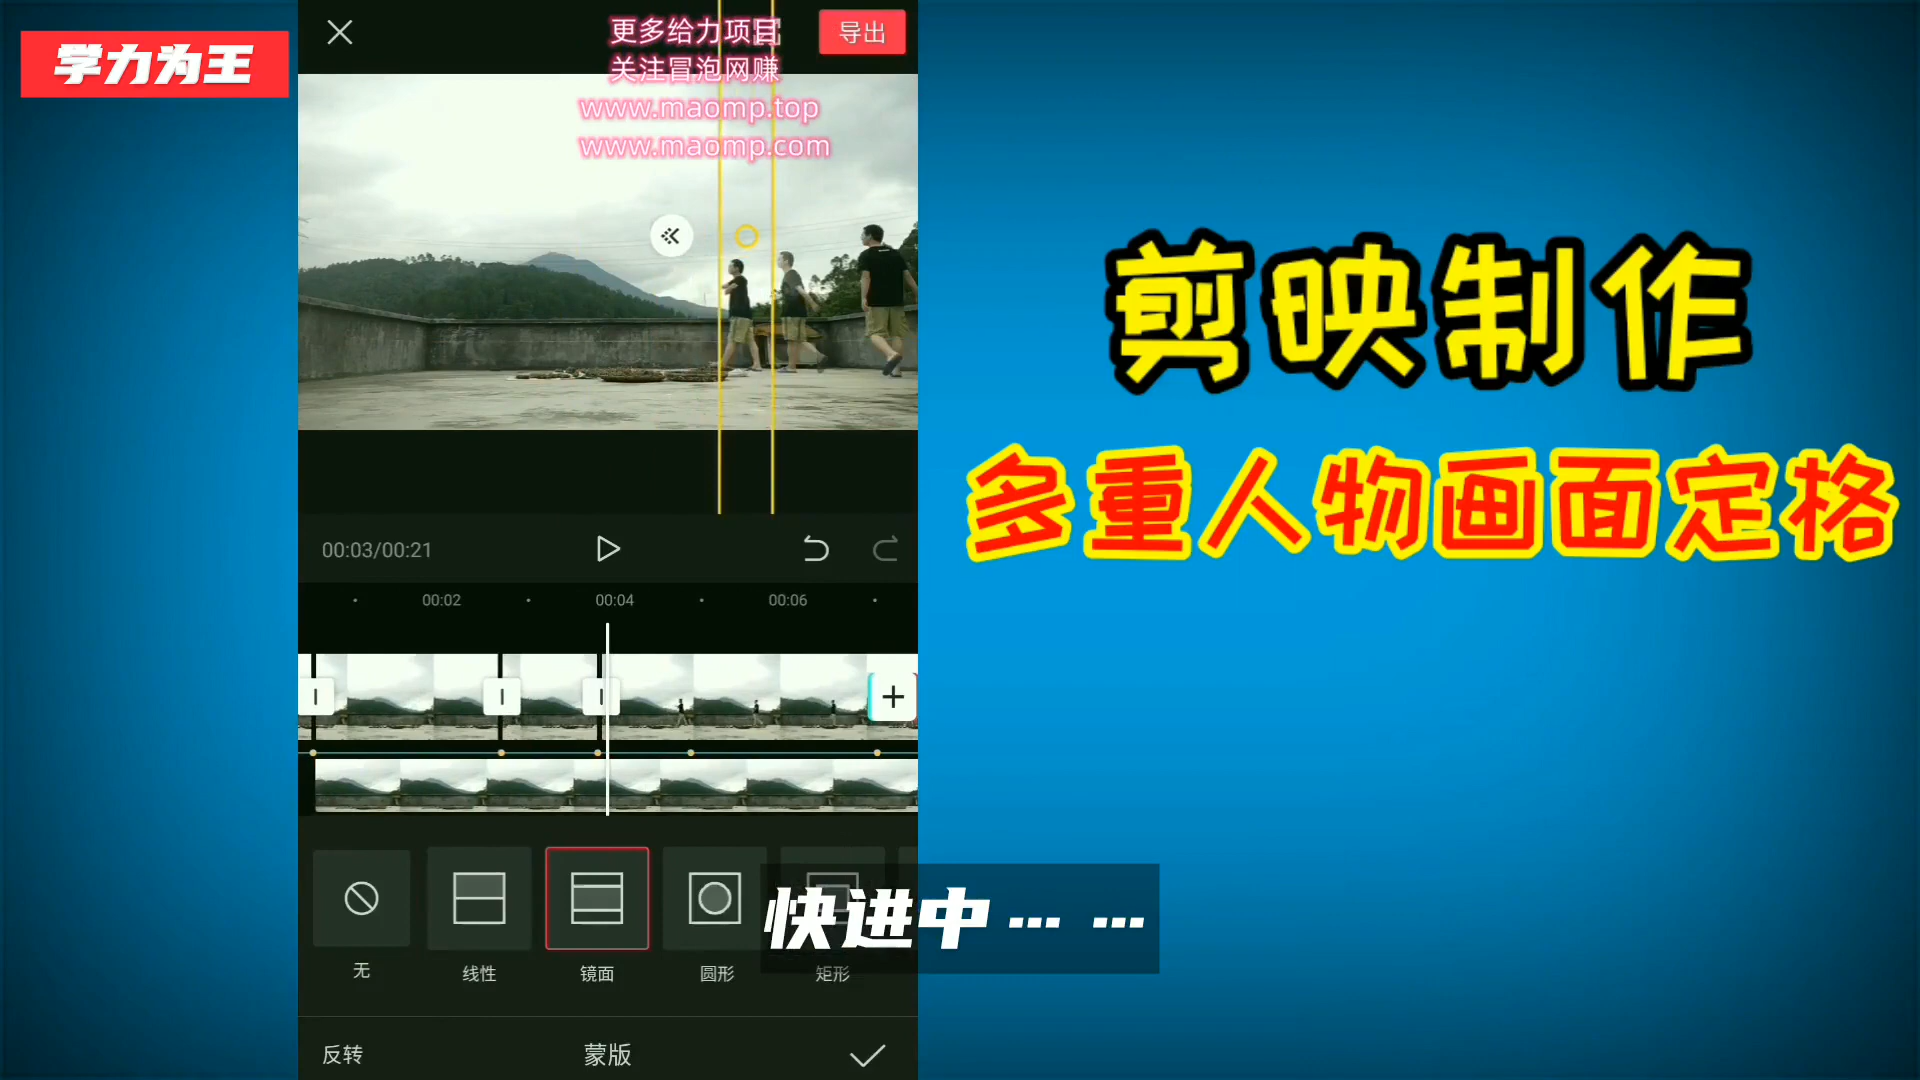 学力为王
更多给力项目
导出
关注冒泡网赚
www.maomp.top
www.maomp.com
剪映制作
多重人物画面定格
00:03/00:21
00:02
00:04
00:06
快进中… …
无
线性
镜面
圆形
矩形
反转
蒙版